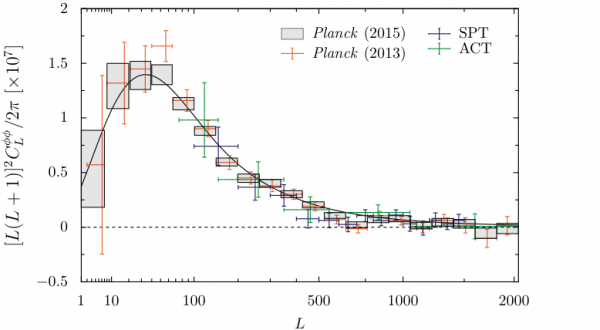 2
1.5
1
0.5
0
−0.5
[L(L + 1)]²C_L^{ϕϕ}/2π [×10⁷]
Planck (2015)
Planck (2013)
SPT
ACT
1 10 100 500 1000 2000
L